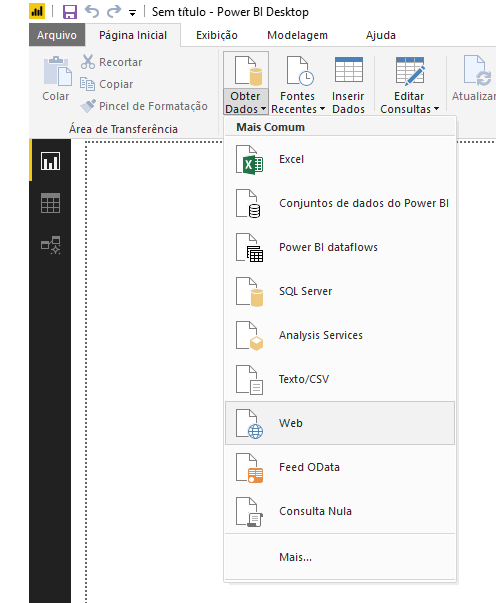 Sem título - Power BI Desktop
Arquivo Página Inicial Exibição Modelagem Ajuda
Colar
Recortar
Copiar
Pincel de Formatação
Área de Transferência
Obter
Dados
Fontes
Recentes
Inserir
Dados
Editar
Consultas
Atualizar
Mais Comum
Excel
Conjuntos de dados do Power BI
Power BI dataflows
SQL Server
Analysis Services
Texto/CSV
Web
Feed OData
Consulta Nula
Mais...